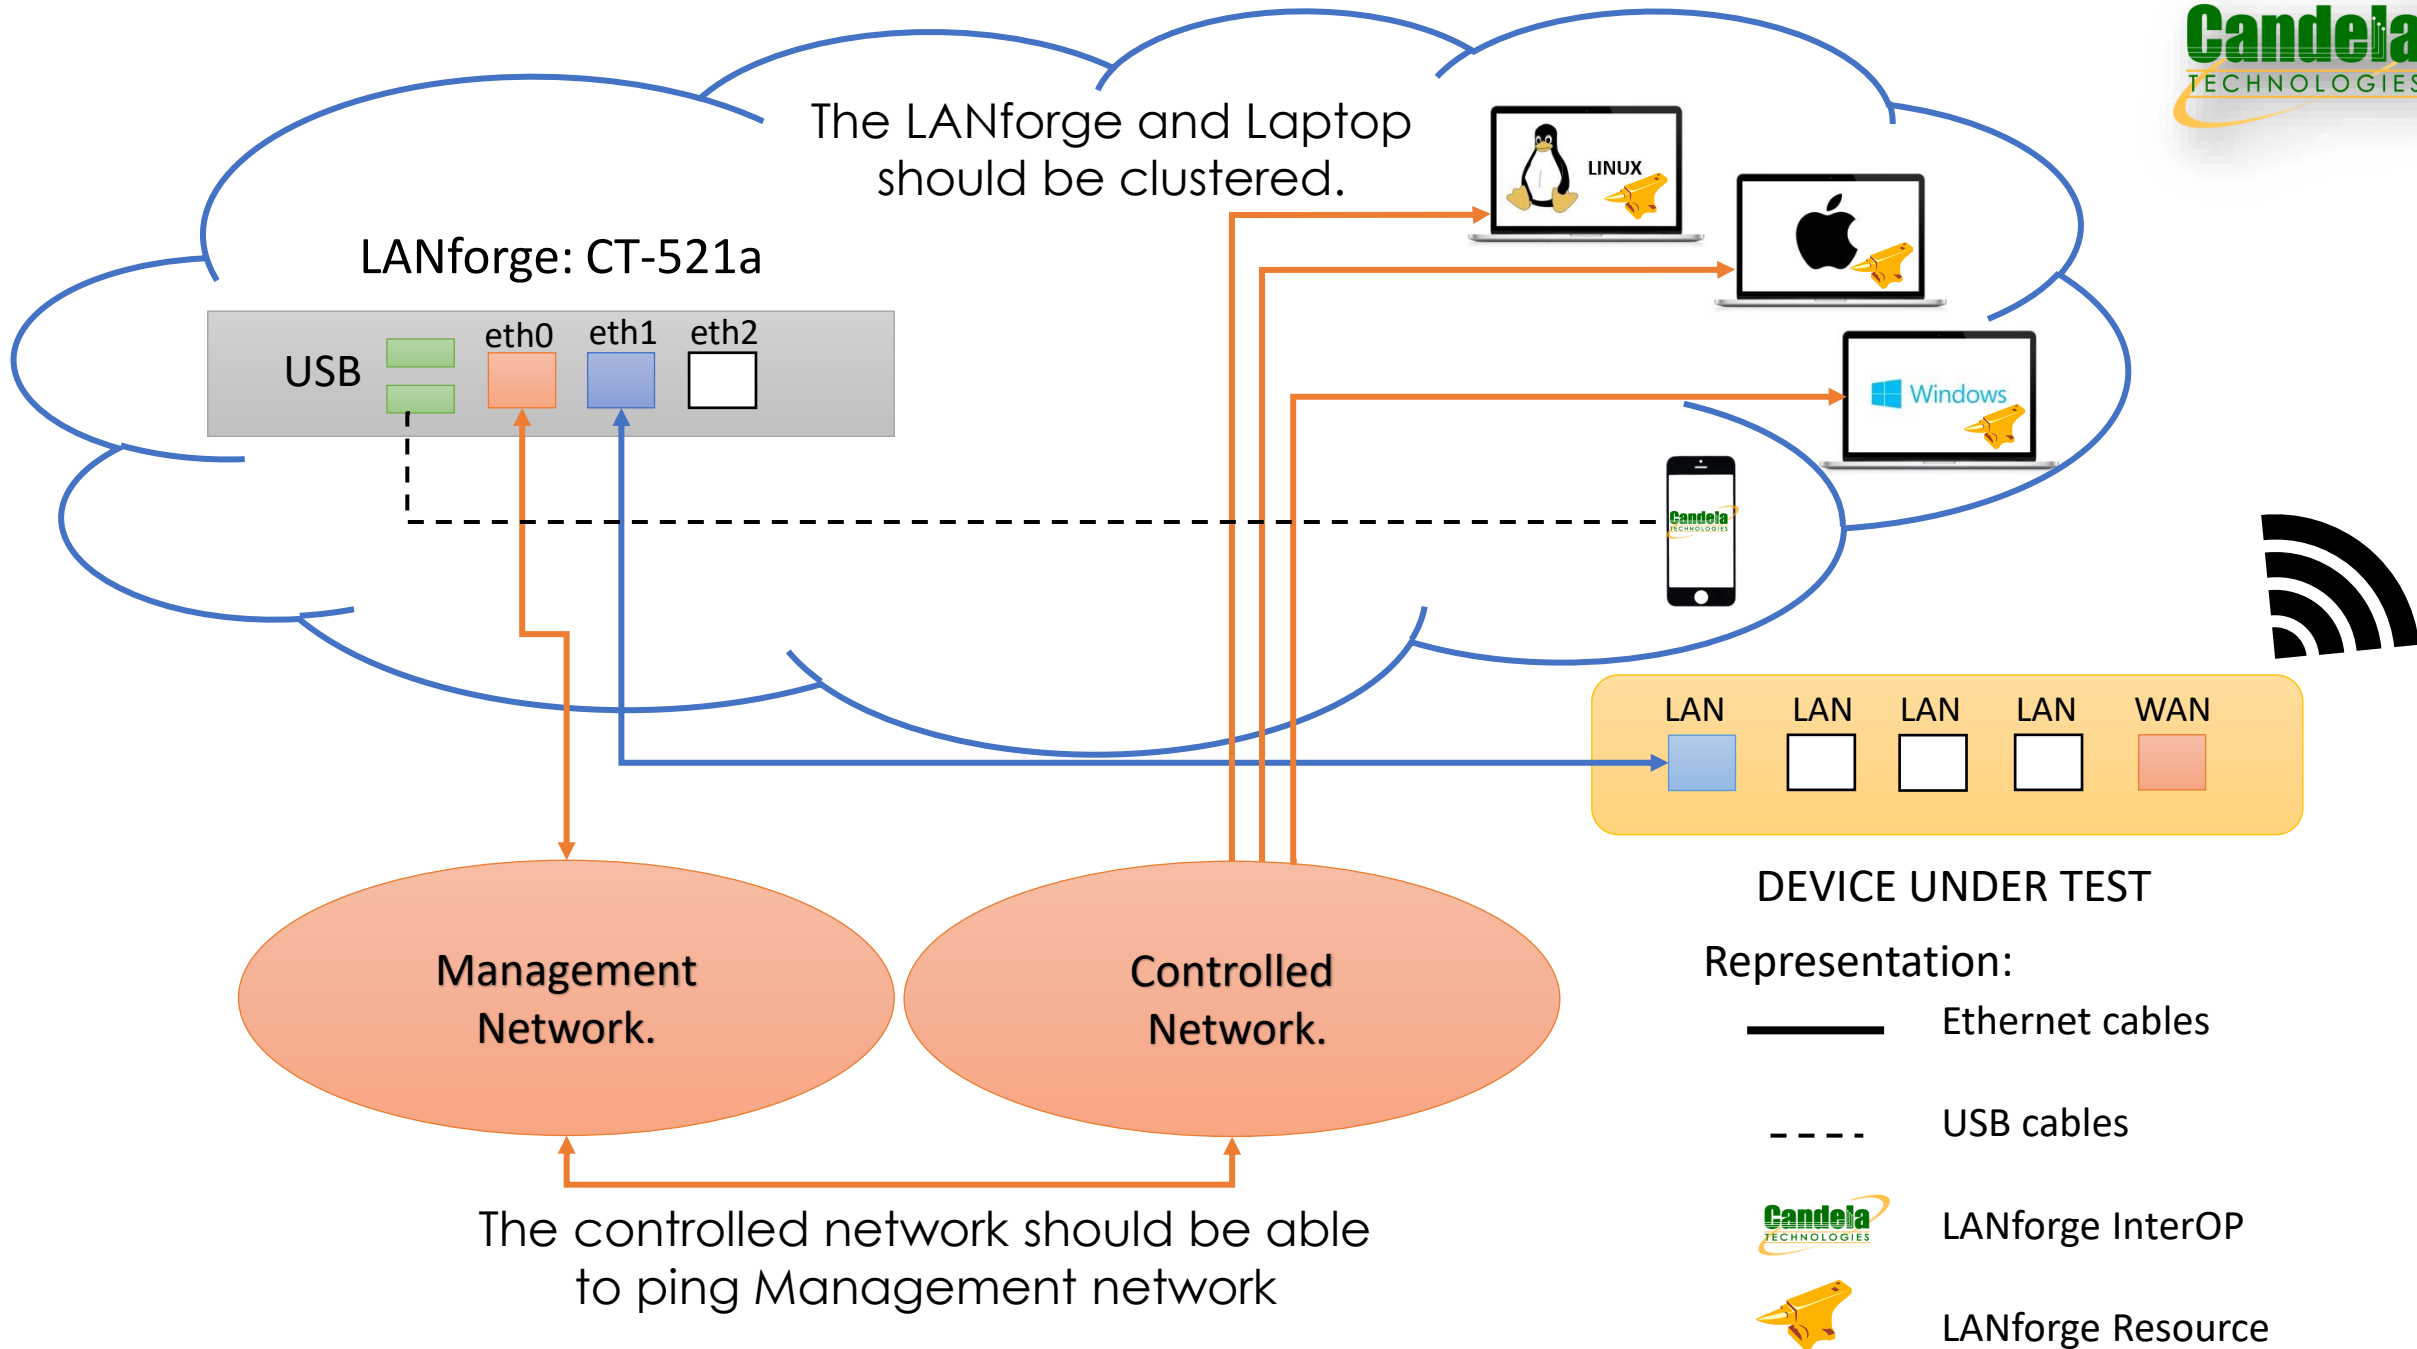 Candela
TECHNOLOGIES
The LANforge and Laptop
should be clustered.
LINUX
LANforge: CT-521a
USB
eth0
eth1
eth2
Windows
Candela
TECHNOLOGIES
LAN
LAN
LAN
LAN
WAN
DEVICE UNDER TEST
Management
Network.
Controlled
Network.
Representation:
Ethernet cables
USB cables
Candela
TECHNOLOGIES
LANforge InterOP
LANforge Resource
The controlled network should be able
to ping Management network